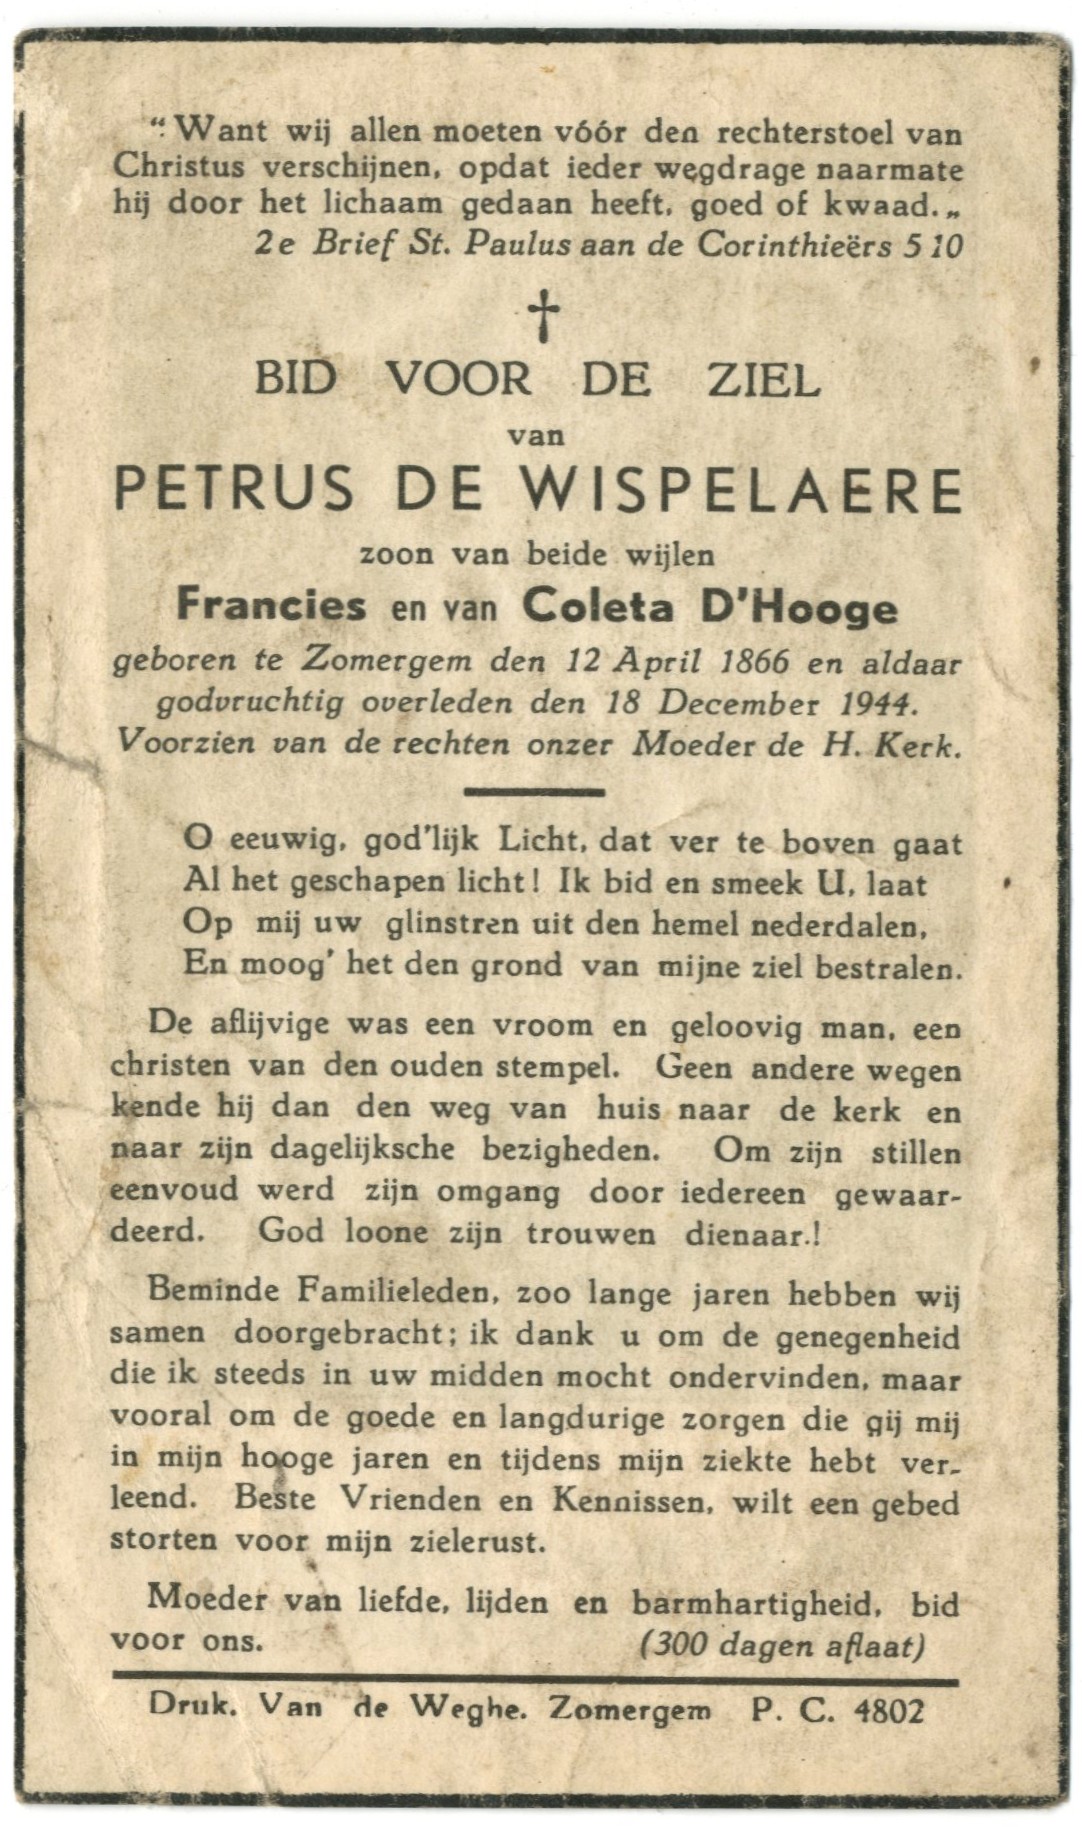 “Want wij allen moeten vóór den rechterstoel van
Christus verschijnen, opdat ieder wegdrage naarmate
hij door het lichaam gedaan heeft, goed of kwaad.„
2e Brief St. Paulus aan de Corinthieërs 5 10
†
BID VOOR DE ZIEL
van
PETRUS DE WISPELAERE
zoon van beide wijlen
Francies en van Coleta D'Hooge
geboren te Zomergem den 12 April 1866 en aldaar
godvruchtig overleden den 18 December 1944.
Voorzien van de rechten onzer Moeder de H. Kerk.
O eeuwig, god'lijk Licht, dat ver te boven gaat
Al het geschapen licht! Ik bid en smeek U, laat
Op mij uw glinstren uit den hemel nederdalen,
En moog' het den grond van mijne ziel bestralen.
De aflijvige was een vroom en geloovig man, een
christen van den ouden stempel. Geen andere wegen
kende hij dan den weg van huis naar de kerk en
naar zijn dagelijksche bezigheden. Om zijn stillen
eenvoud werd zijn omgang door iedereen gewaar-
deerd. God loone zijn trouwen dienaar.!
Beminde Familieleden, zoo lange jaren hebben wij
samen doorgebracht; ik dank u om de genegenheid
die ik steeds in uw midden mocht ondervinden, maar
vooral om de goede en langdurige zorgen die gij mij
in mijn hooge jaren en tijdens mijn ziekte hebt ver-
leend. Beste Vrienden en Kennissen, wilt een gebed
storten voor mijn zielerust.
Moeder van liefde, lijden en barmhartigheid, bid
voor ons. (300 dagen aflaat)
Druk. Van de Weghe. Zomergem P. C. 4802